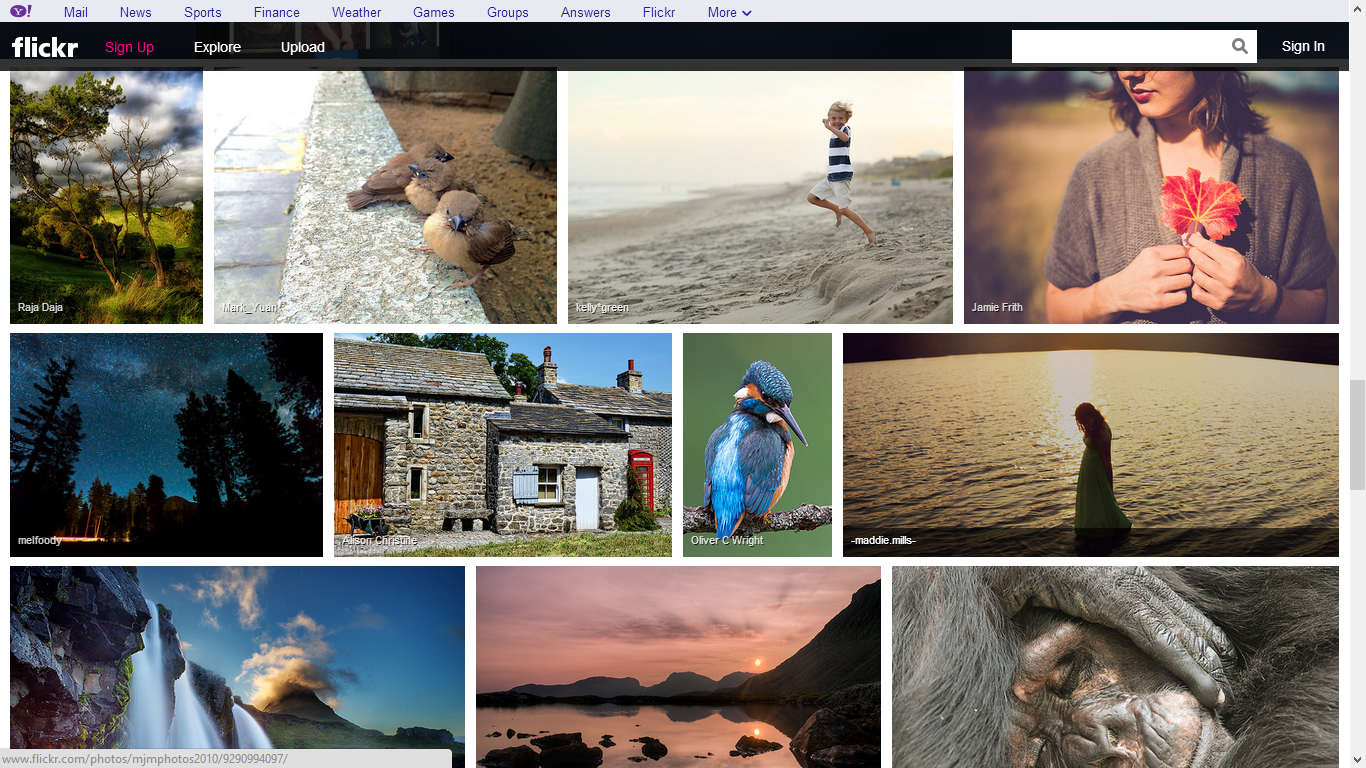 Y! Mail News Sports Finance Weather Games Groups Answers Flickr More
flickr Sign Up Explore Upload Sign In
Raja Daja Mark_Yuan kelly*green Jamie Frith
melfoody Alison Christine Oliver C Wright -maddie.mills-
www.flickr.com/photos/mjmphotos2010/9290994097/